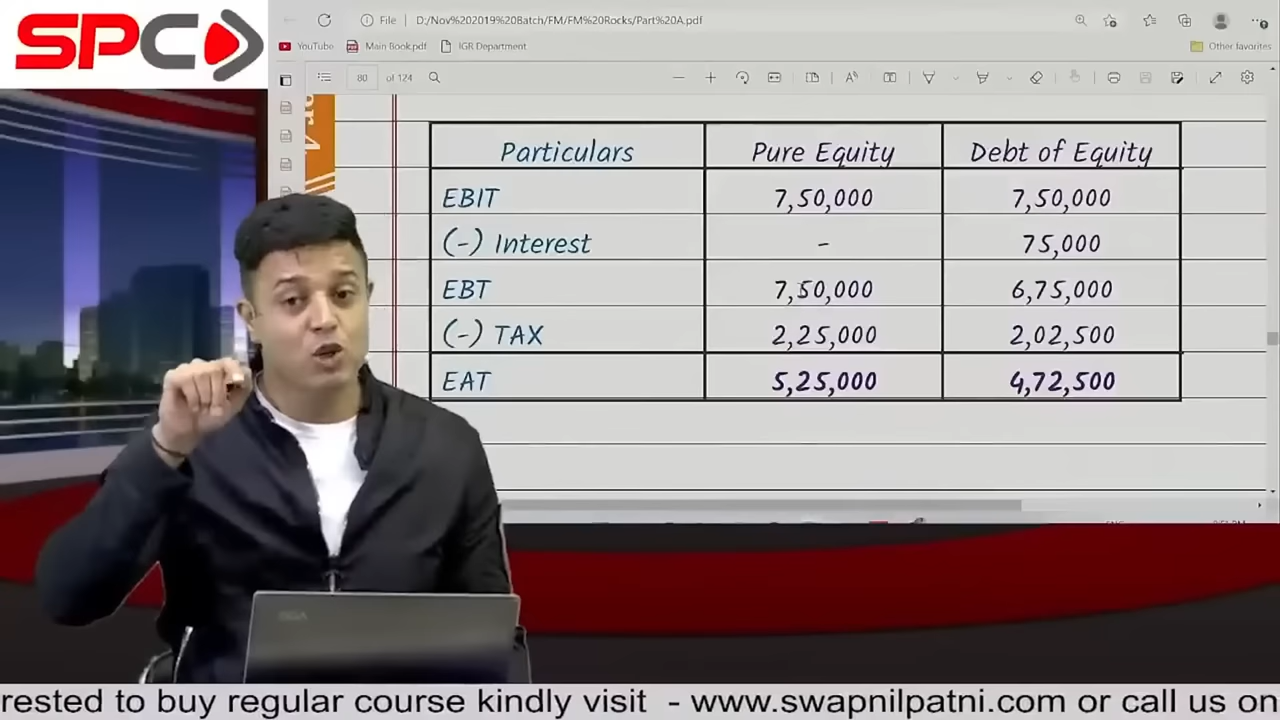 SPC
File D:/Nov%202019%20Batch/FM/FM%20Rocks/Part%20A.pdf
YouTube Main Book.pdf IGR Department Other favorites
80 of 124
Particulars Pure Equity Debt of Equity
EBIT 7,50,000 7,50,000
(-) Interest - 75,000
EBT 7,50,000 6,75,000
(-) TAX 2,25,000 2,02,500
EAT 5,25,000 4,72,500
rested to buy regular course kindly visit - www.swapnilpatni.com or call us on